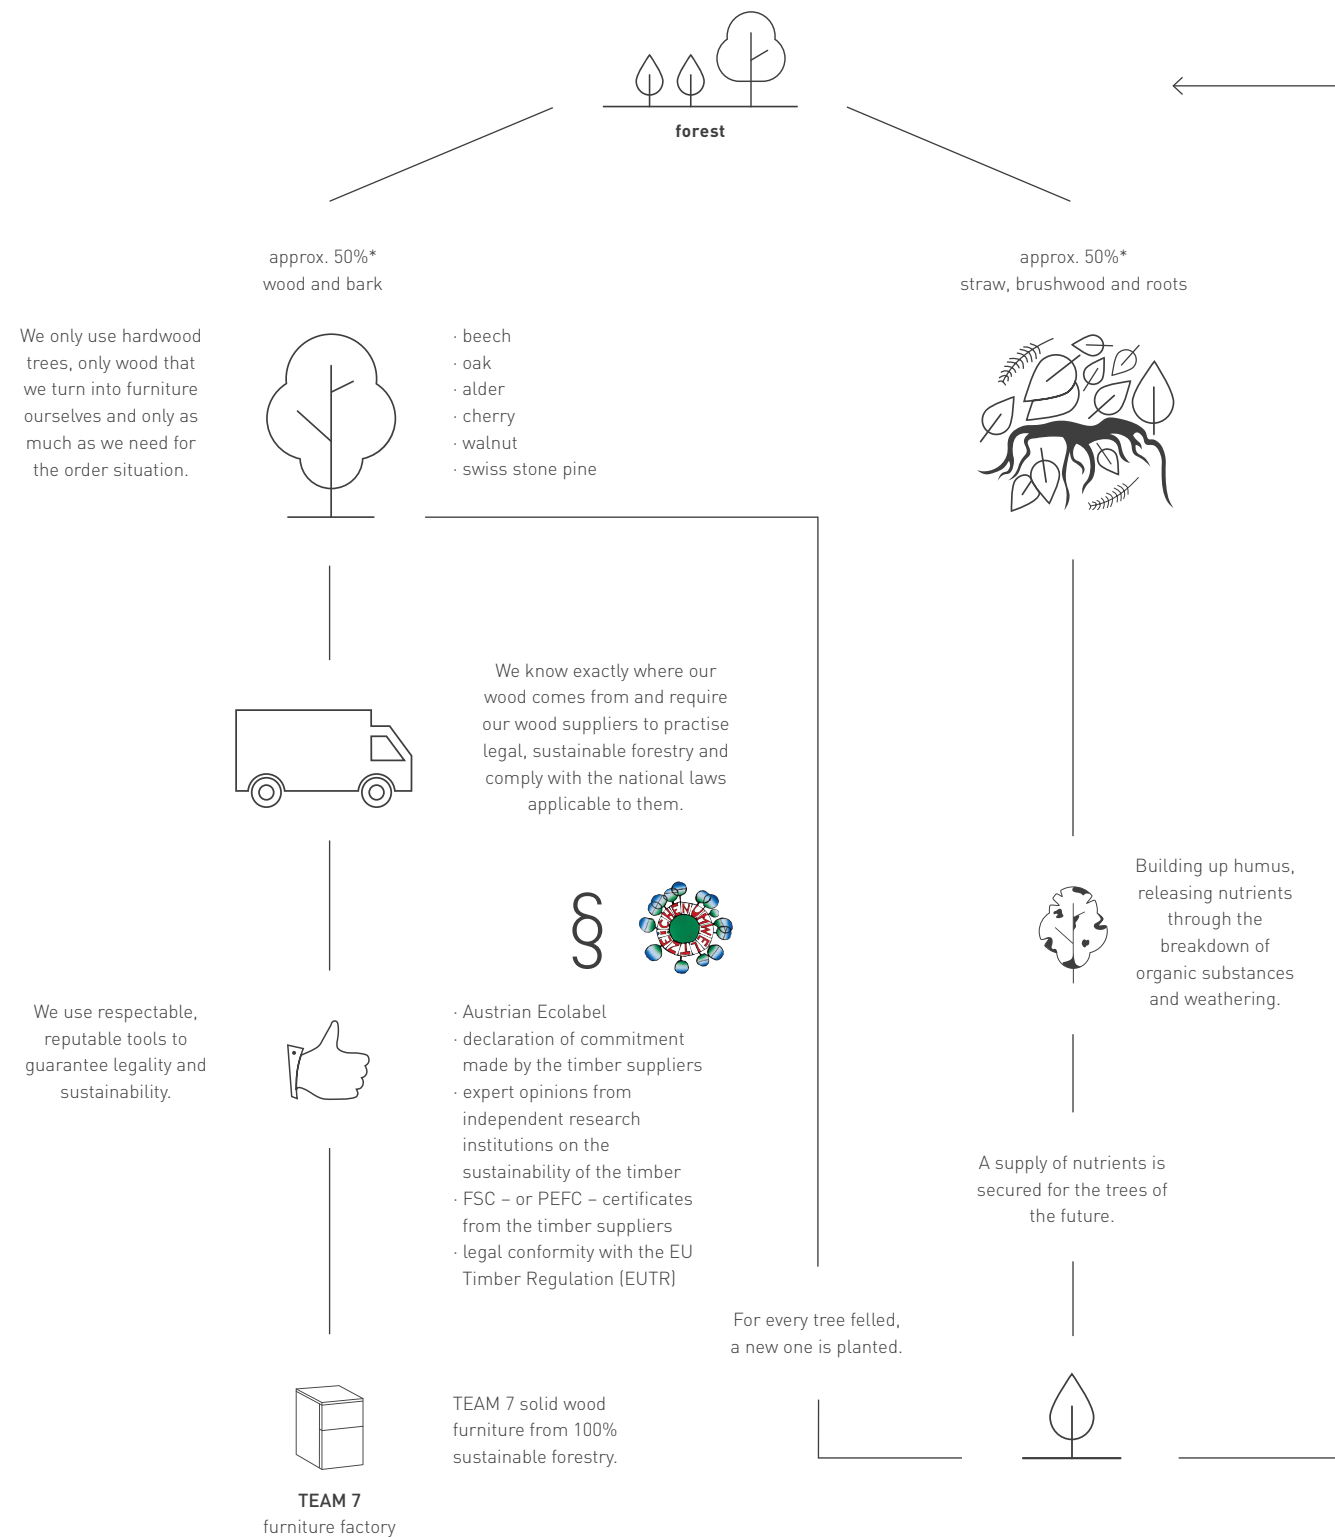 forest
approx. 50%*
wood and bark
approx. 50%*
straw, brushwood and roots
We only use hardwood
trees, only wood that
we turn into furniture
ourselves and only as
much as we need for
the order situation.
· beech
· oak
· alder
· cherry
· walnut
· swiss stone pine
We know exactly where our
wood comes from and require
our wood suppliers to practise
legal, sustainable forestry and
comply with the national laws
applicable to them.
Building up humus,
releasing nutrients
through the
breakdown of
organic substances
and weathering.
§
UMWELTZEICHEN
We use respectable,
reputable tools to
guarantee legality and
sustainability.
· Austrian Ecolabel
· declaration of commitment
made by the timber suppliers
· expert opinions from
independent research
institutions on the
sustainability of the timber
· FSC – or PEFC – certificates
from the timber suppliers
· legal conformity with the EU
Timber Regulation (EUTR)
A supply of nutrients is
secured for the trees of
the future.
For every tree felled,
a new one is planted.
TEAM 7 solid wood
furniture from 100%
sustainable forestry.
TEAM 7
furniture factory